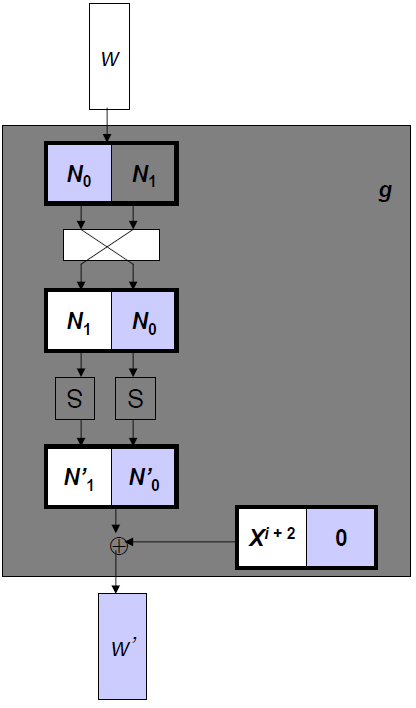 w
N₀ N₁
g
N₁ N₀
S S
N’₁ N’₀
Xⁱ⁺² 0
w’